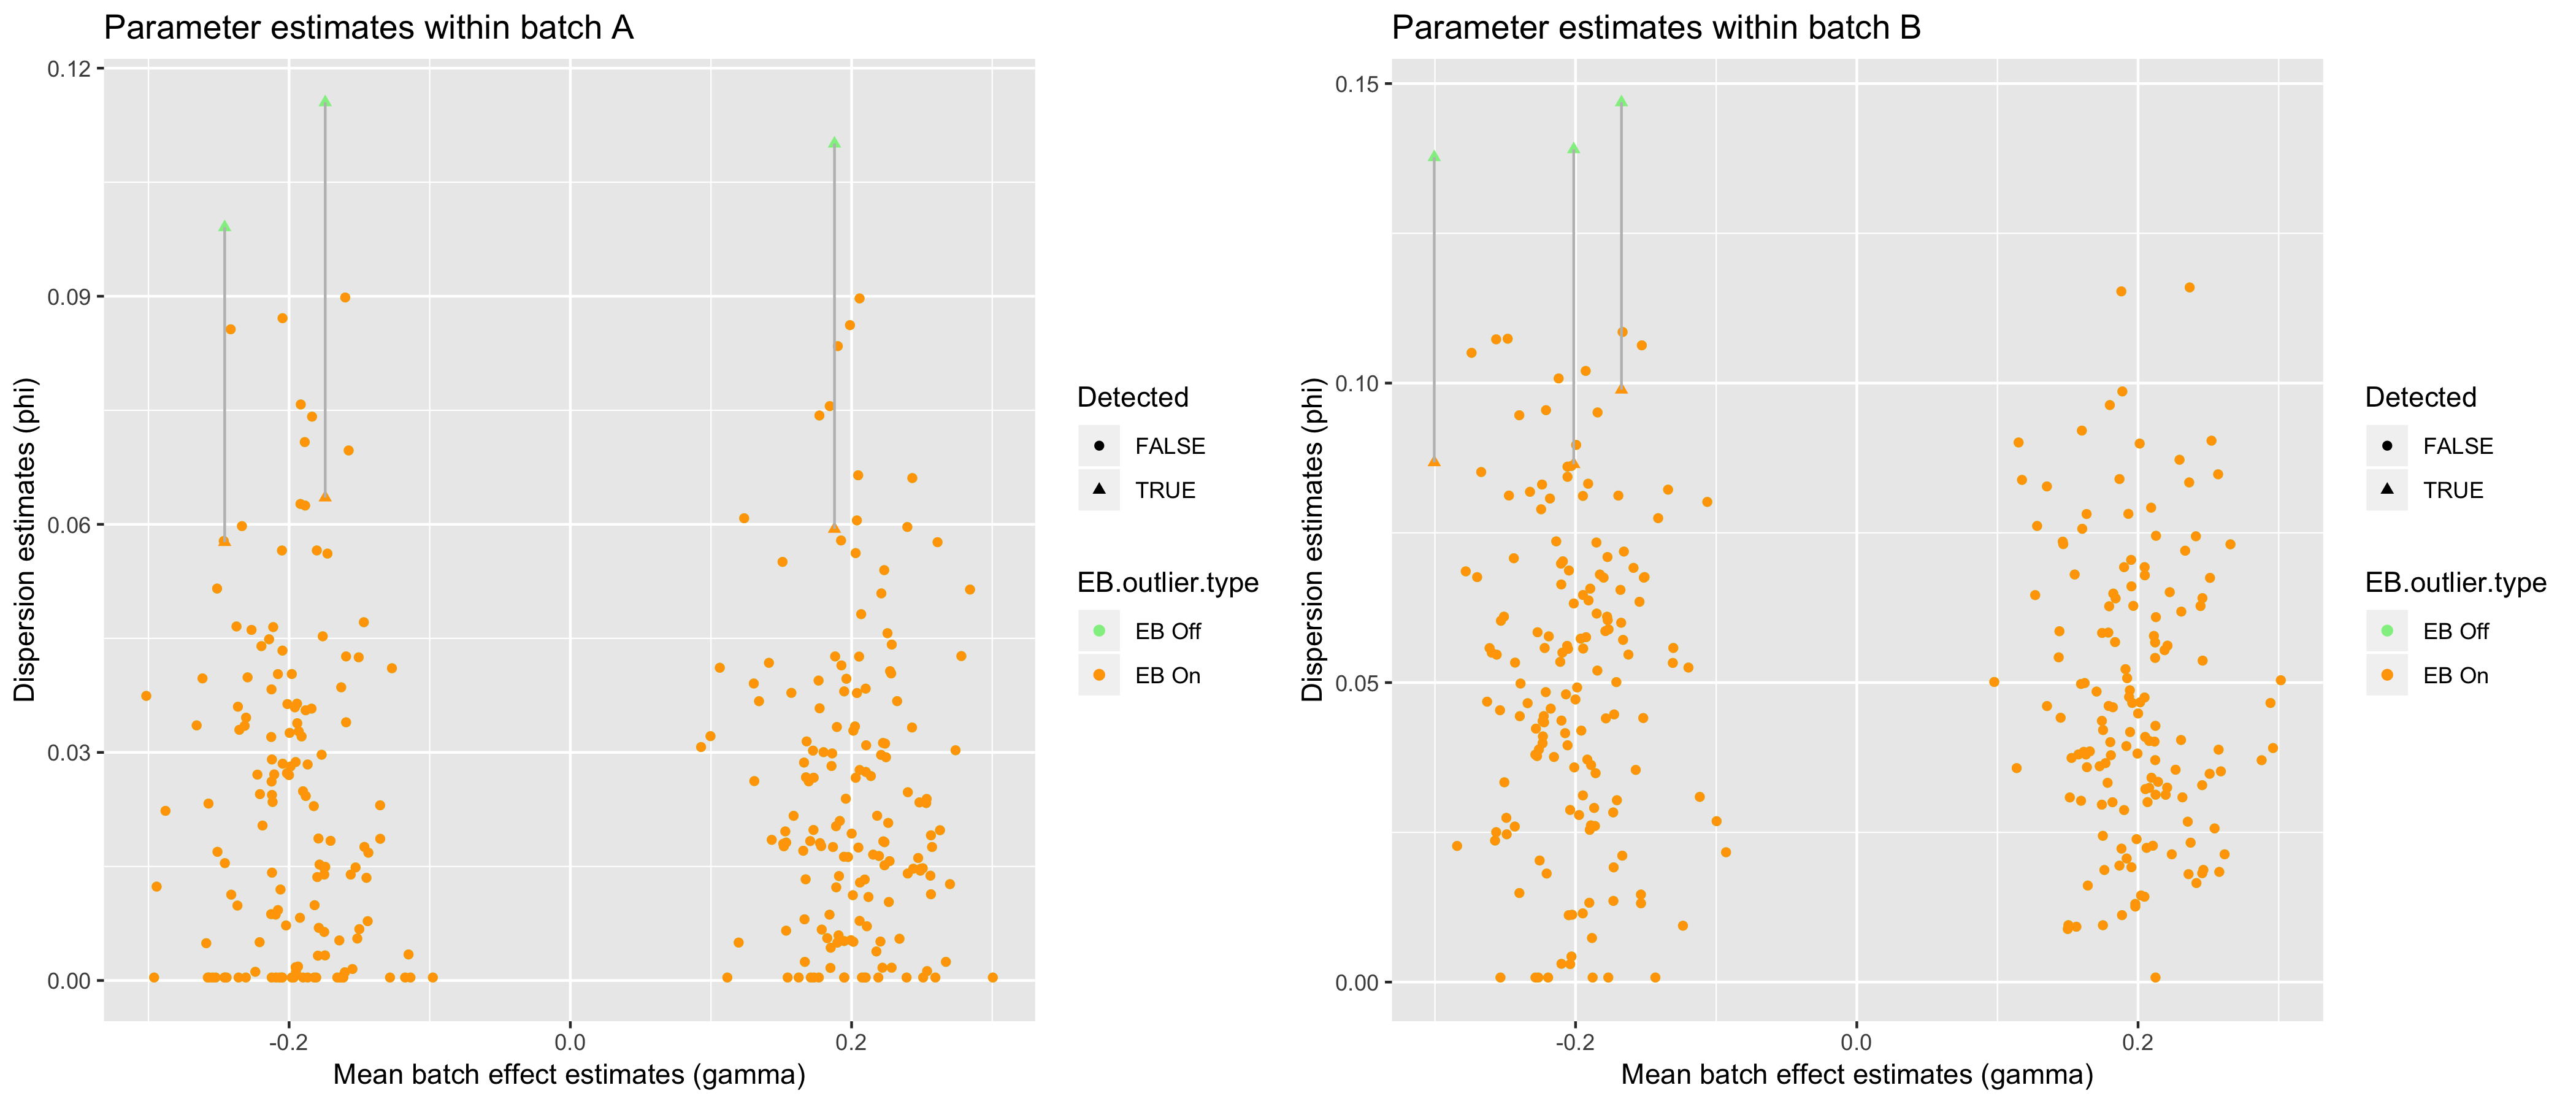 Parameter estimates within batch A
Dispersion estimates (phi)
0.12
0.09
0.06
0.03
0.00
-0.2
0.0
0.2
Mean batch effect estimates (gamma)
Detected
FALSE
TRUE
EB.outlier.type
EB Off
EB On
Parameter estimates within batch B
Dispersion estimates (phi)
0.15
0.10
0.05
0.00
-0.2
0.0
0.2
Mean batch effect estimates (gamma)
Detected
FALSE
TRUE
EB.outlier.type
EB Off
EB On